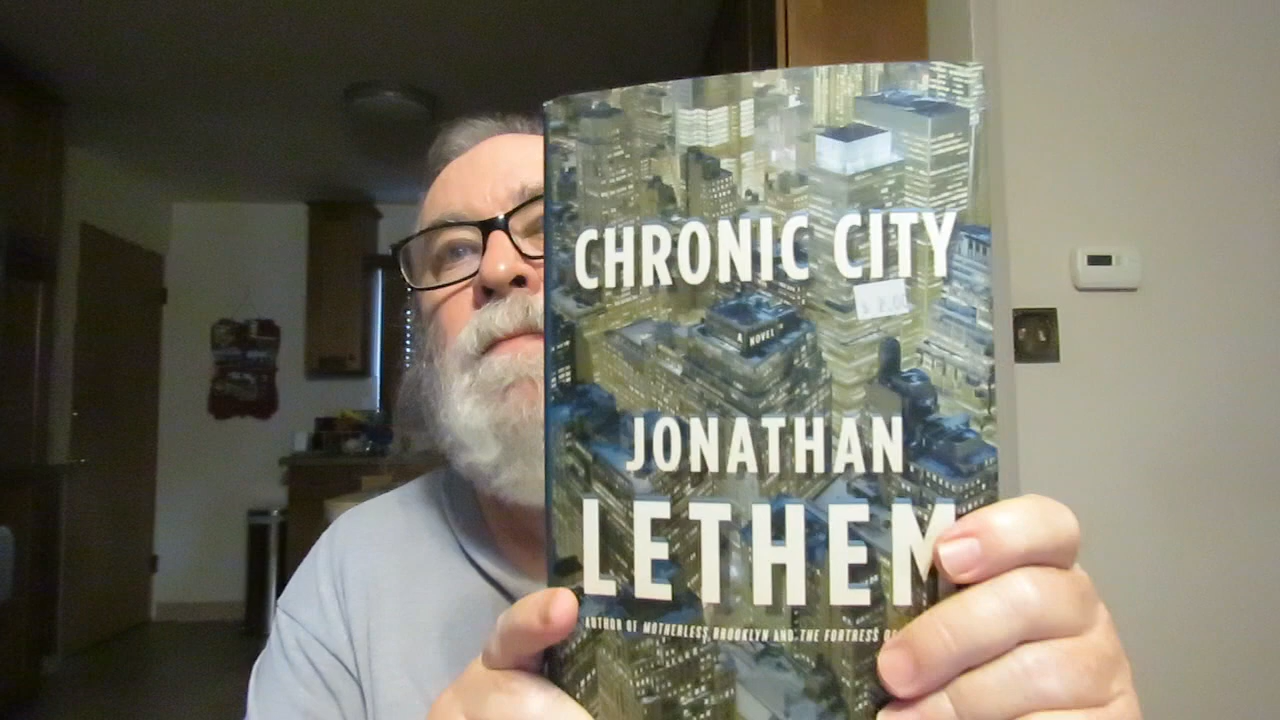 CHRONIC CITY
A NOVEL
JONATHAN
LETHEM
AUTHOR OF MOTHERLESS BROOKLYN AND THE FORTRESS